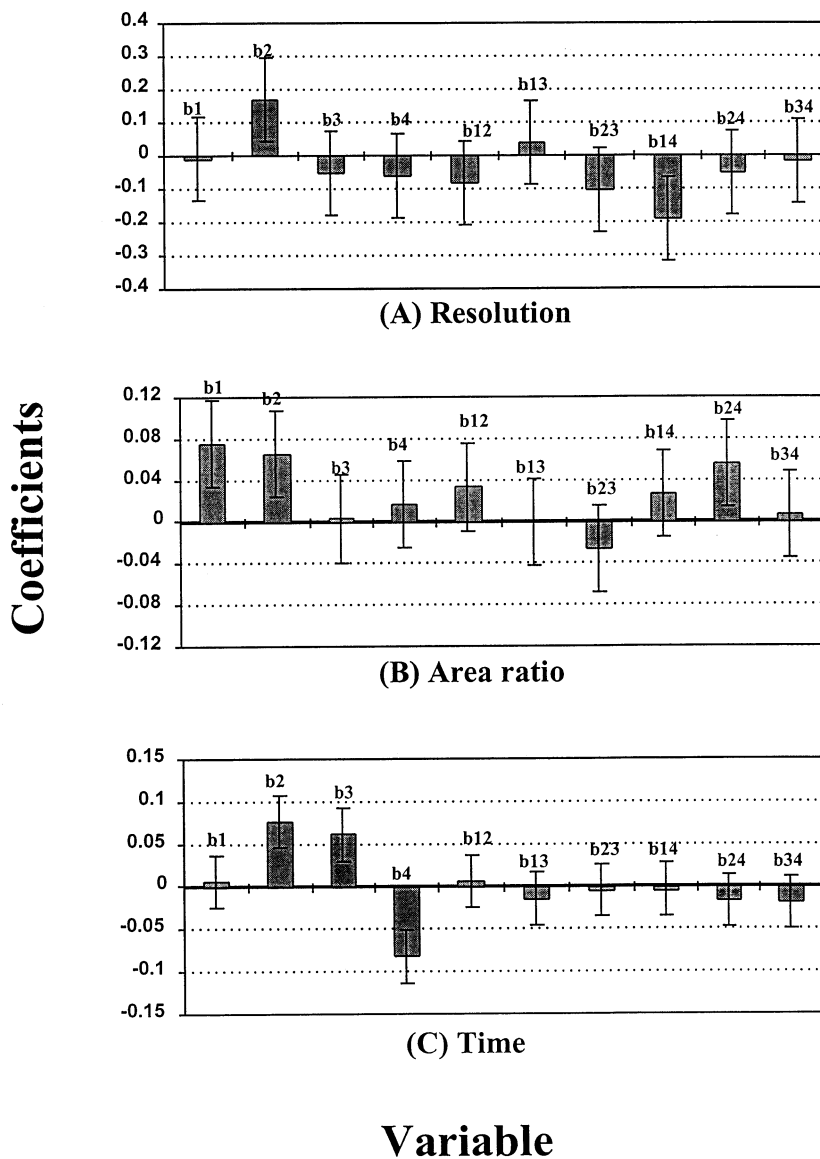 0.4
0.3
0.2
0.1
0
-0.1
-0.2
-0.3
-0.4
b1
b2
b3
b4
b12
b13
b23
b14
b24
b34
(A) Resolution
Coefficients
0.12
0.08
0.04
0
-0.04
-0.08
-0.12
b1
b2
b3
b4
b12
b13
b23
b14
b24
b34
(B) Area ratio
0.15
0.1
0.05
0
-0.05
-0.1
-0.15
b1
b2
b3
b4
b12
b13
b23
b14
b24
b34
(C) Time
Variable